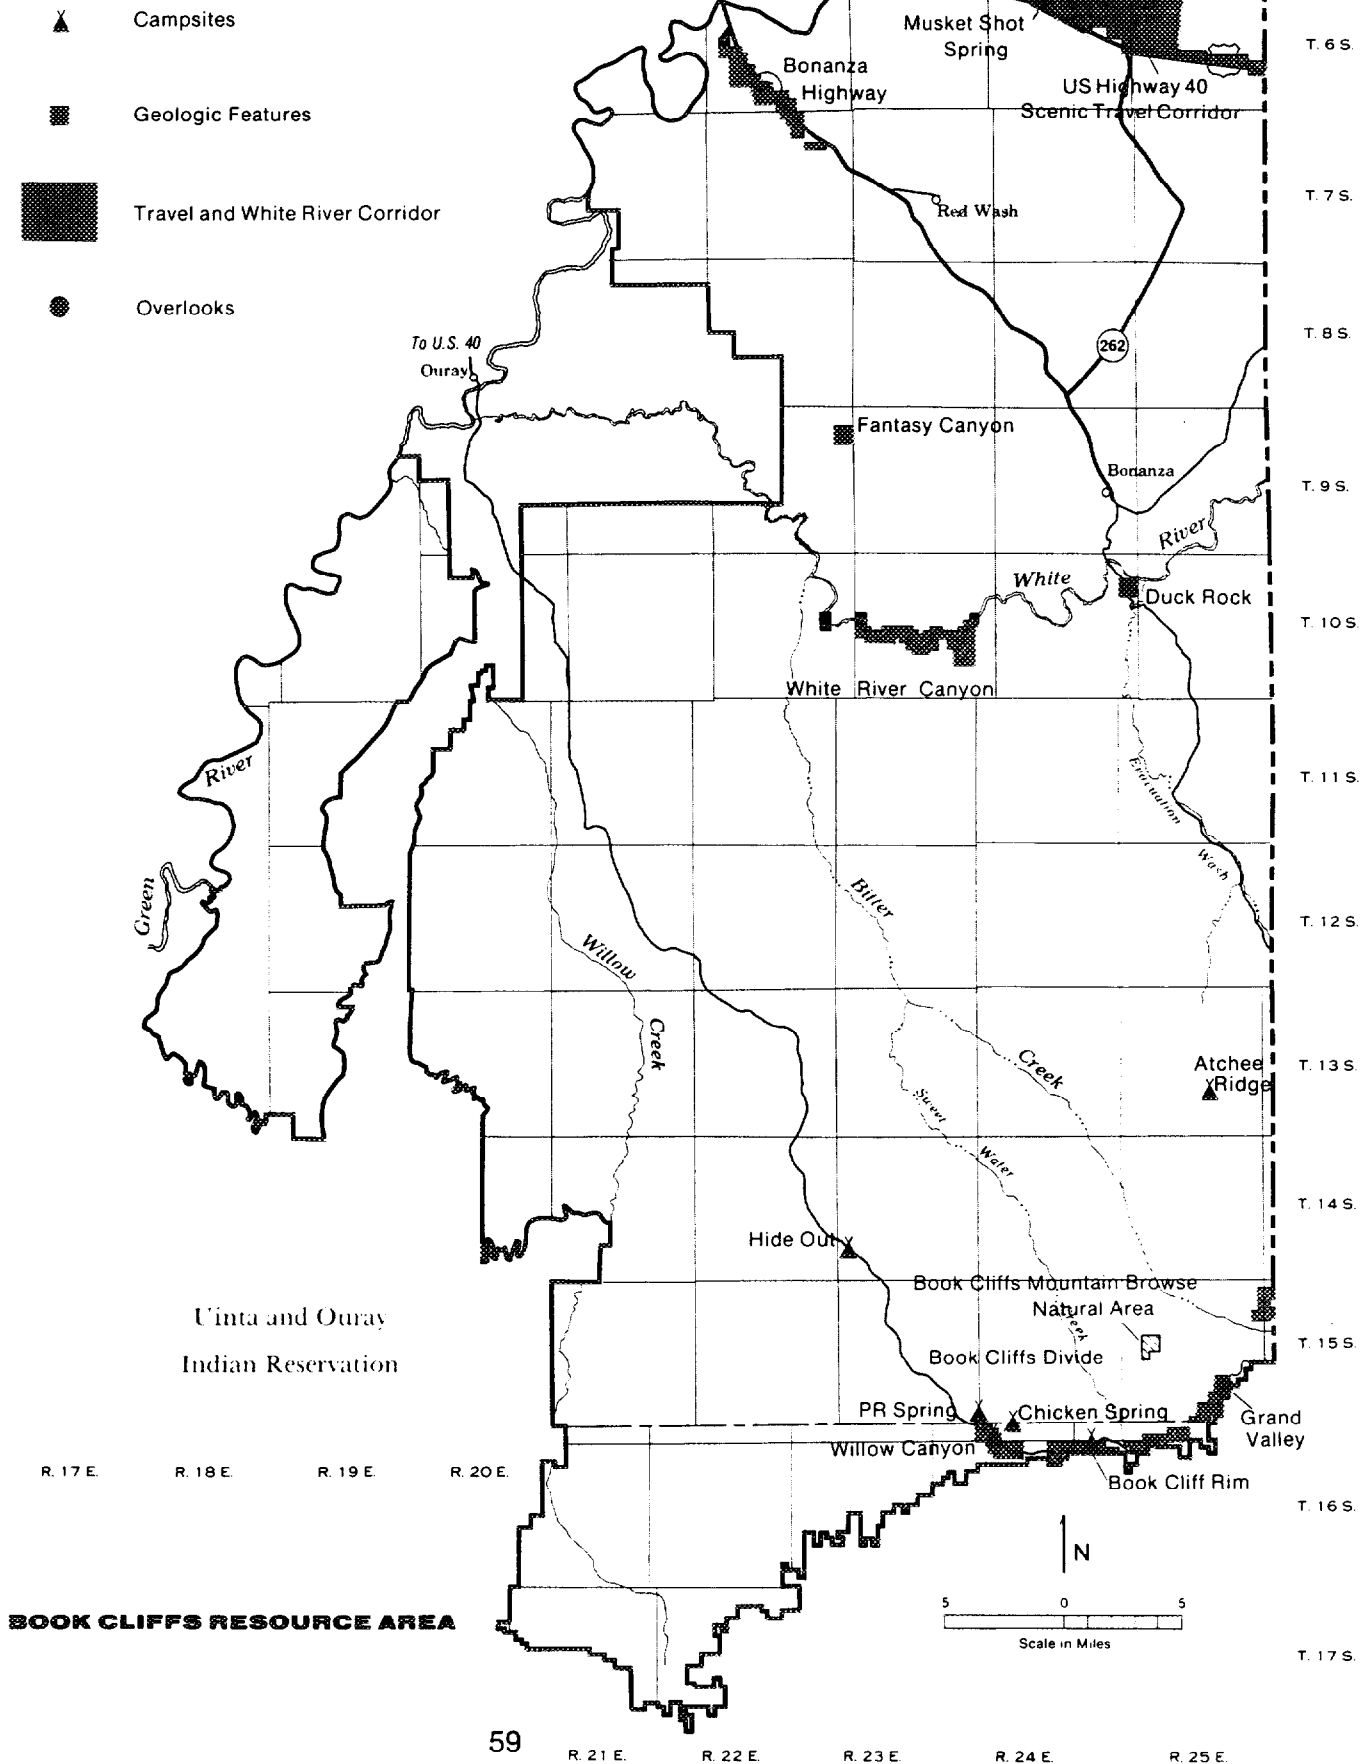 Campsites
Geologic Features
Travel and White River Corridor
Overlooks
Musket Shot
Spring
Bonanza
Highway
US Highway 40
Scenic Travel Corridor
T. 6 S.
Red Wash
T. 7 S.
To U.S. 40
Ouray
262
T. 8 S.
Fantasy Canyon
Bonanza
T. 9 S.
River
White
Duck Rock
T. 10 S.
White River Canyon
River
Evacuation
Wash
T. 11 S.
Green
Bitter
T. 12 S.
Willow
Creek
Creek
Atchee
Ridge
T. 13 S.
Sweet
Water
T. 14 S.
Hide Out
Book Cliffs Mountain Browse
Natural Area
Creek
Uinta and Ouray
Indian Reservation
Book Cliffs Divide
T. 15 S.
PR Spring
Chicken Spring
Grand
Valley
Willow Canyon
Book Cliff Rim
R. 17 E.
R. 18 E.
R. 19 E.
R. 20 E.
T. 16 S.
N
BOOK CLIFFS RESOURCE AREA
5
0
5
Scale in Miles
T. 17 S.
59
R. 21 E.
R. 22 E.
R. 23 E.
R. 24 E.
R. 25 E.